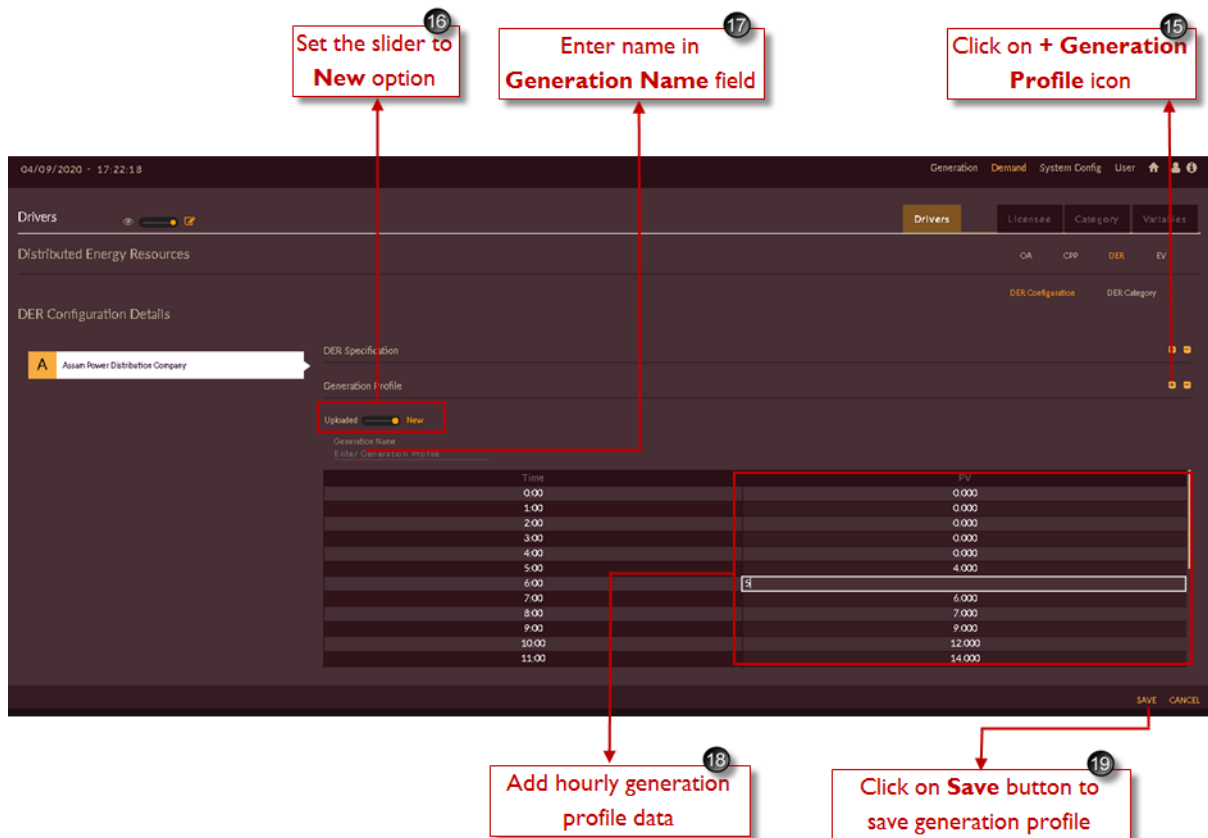 16
Set the slider to
New option
17
Enter name in
Generation Name field
15
Click on + Generation
Profile icon
04/09/2020 - 17:22:18
Generation Demand System Config User
Drivers
Drivers Licensee Category Variables
Distributed Energy Resources
OA CPP DER EV
DER Configuration DER Category
DER Configuration Details
A Assam Power Distribution Company
DER Specification
Generation Profile
Uploaded New
Generation Name
Enter Generation Profile
Time PV
0:00 0.000
1:00 0.000
2:00 0.000
3:00 0.000
4:00 0.000
5:00 4.000
6:00 5
7:00 6.000
8:00 7.000
9:00 9.000
10:00 12.000
11:00 14.000
SAVE CANCEL
18
Add hourly generation
profile data
19
Click on Save button to
save generation profile